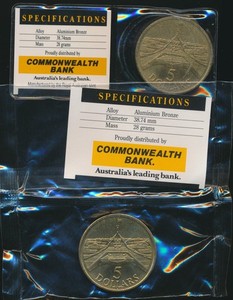 SPECIFICATIONS
Alloy Aluminium Bronze
Diameter 38.74mm
Mass 28 grams
Proudly distributed by
COMMONWEALTH
BANK
Australia's leading bank.
5
SPECIFICATIONS
Alloy Aluminium Bronze
Diameter 38.74 mm
Mass 28 grams
Proudly distributed by
COMMONWEALTH
BANK.
Australia's leading bank.
5
DOLLARS